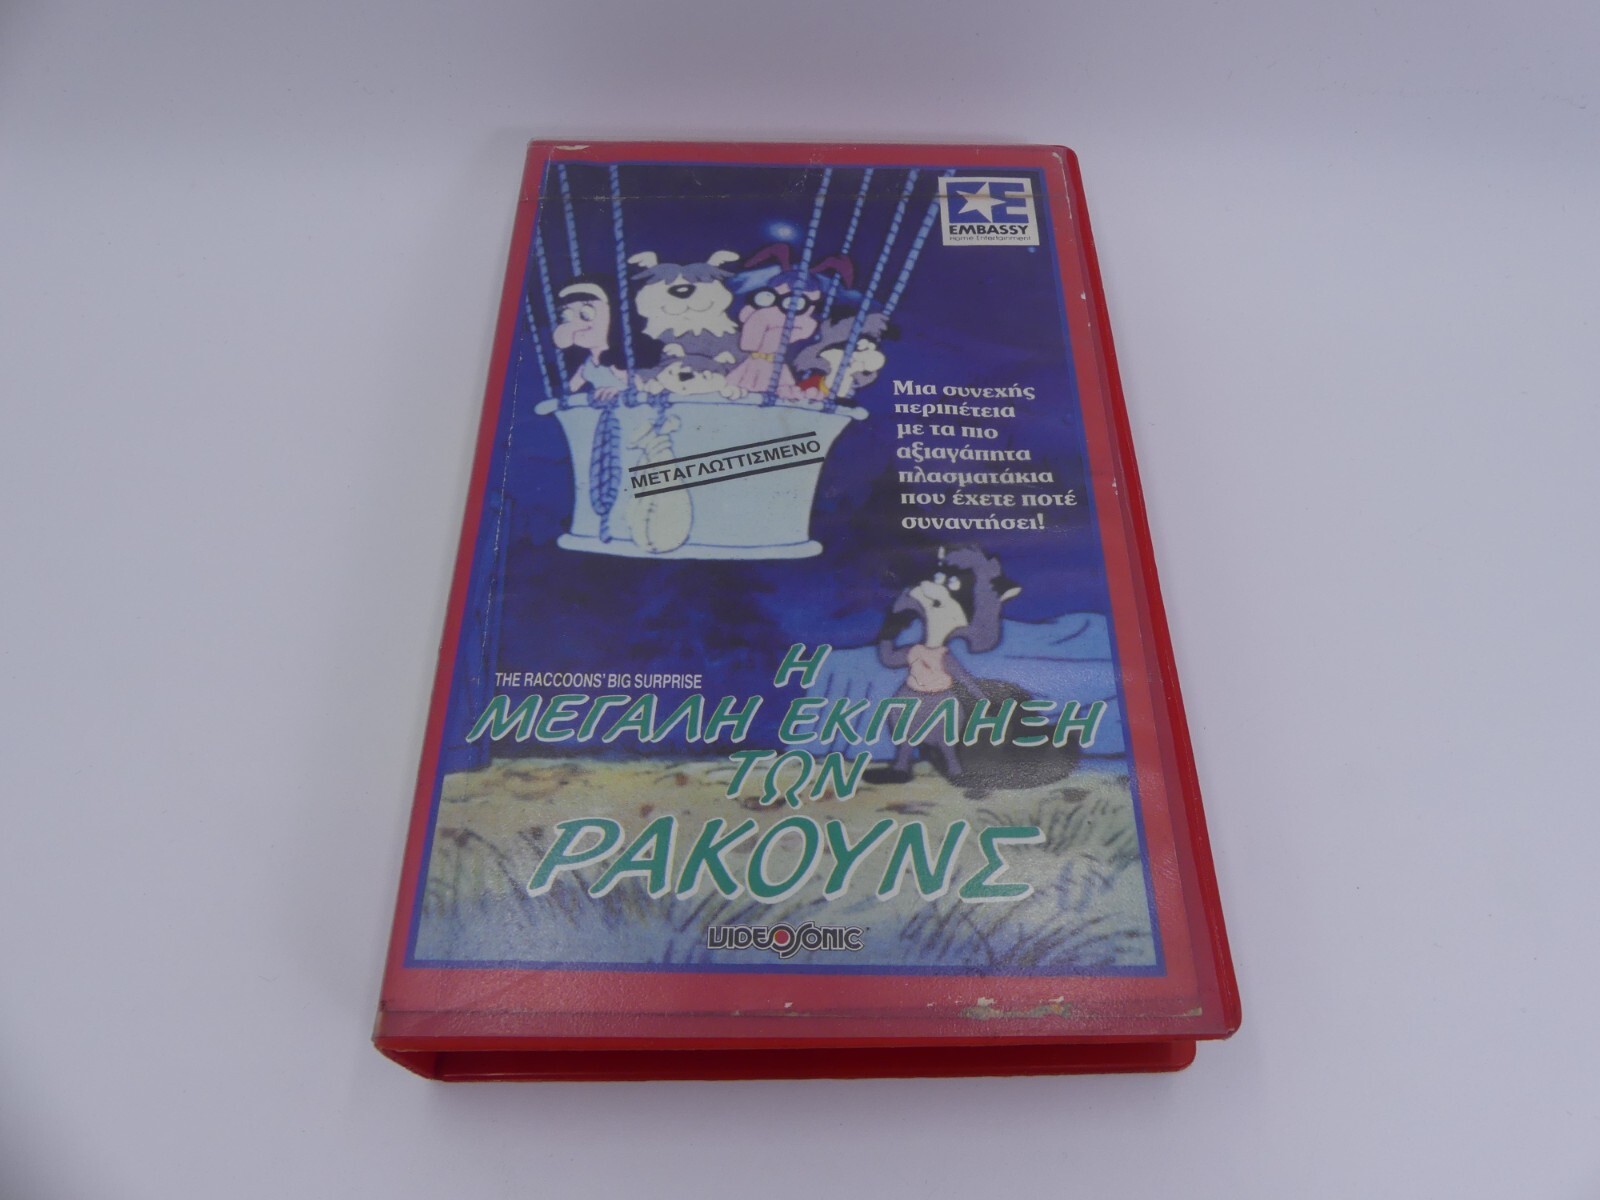 EMBASSY
Home Entertainment
Μια συνεχής
περιπέτεια
με τα πιο
αξιαγάπητα
πλασματάκια
που έχετε ποτέ
συναντήσει!
ΜΕΤΑΓΛΩΤΤΙΣΜΕΝΟ
THE RACCOONS' BIG SURPRISE
Η
ΜΕΓΑΛΗ ΕΚΠΛΗΞΗ
ΤΩΝ
ΡΑΚΟΥΝΣ
VIDEOSONIC